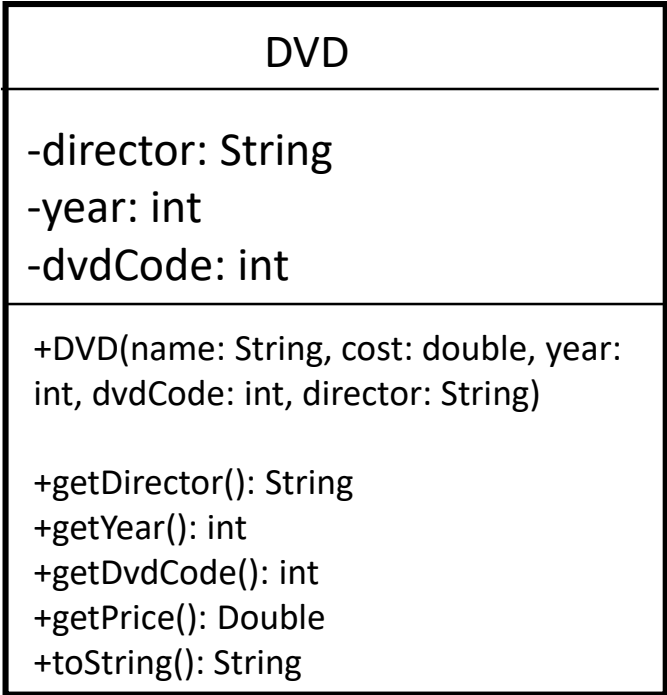 DVD
-director: String
-year: int
-dvdCode: int
+DVD(name: String, cost: double, year:
int, dvdCode: int, director: String)
+getDirector(): String
+getYear(): int
+getDvdCode(): int
+getPrice(): Double
+toString(): String